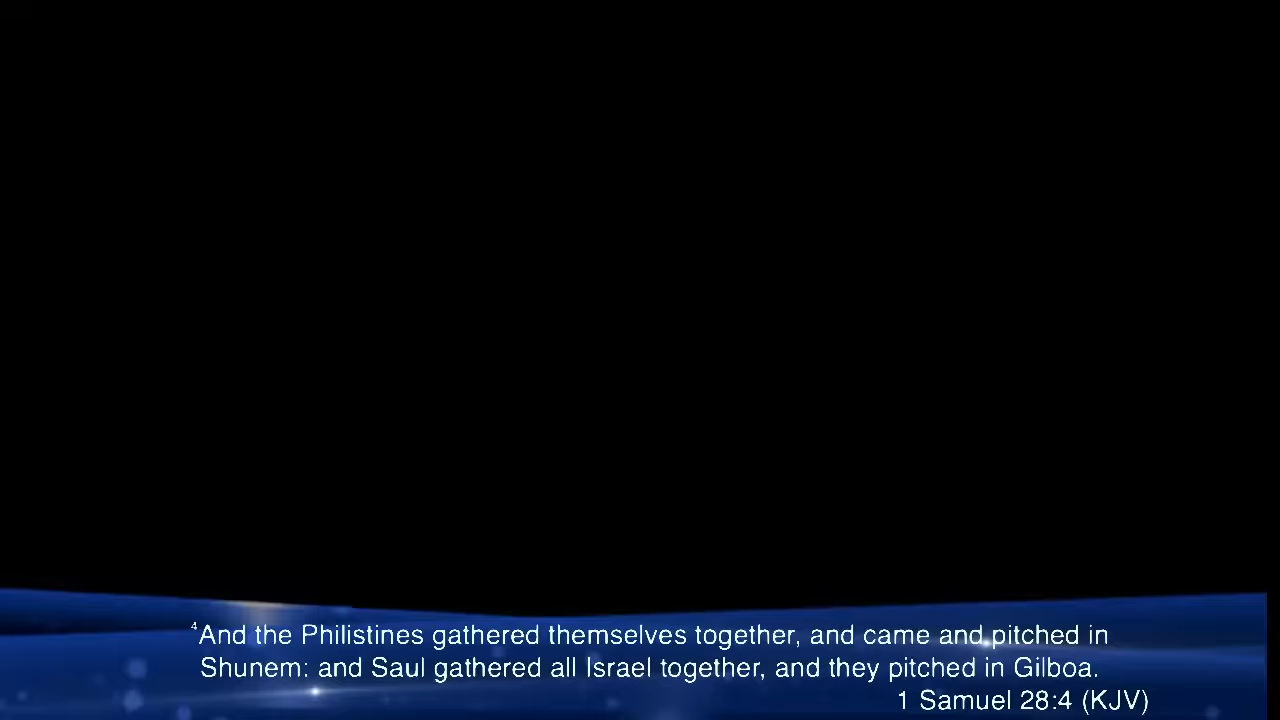 ⁴And the Philistines gathered themselves together, and came and pitched in
Shunem: and Saul gathered all Israel together, and they pitched in Gilboa.
1 Samuel 28:4 (KJV)